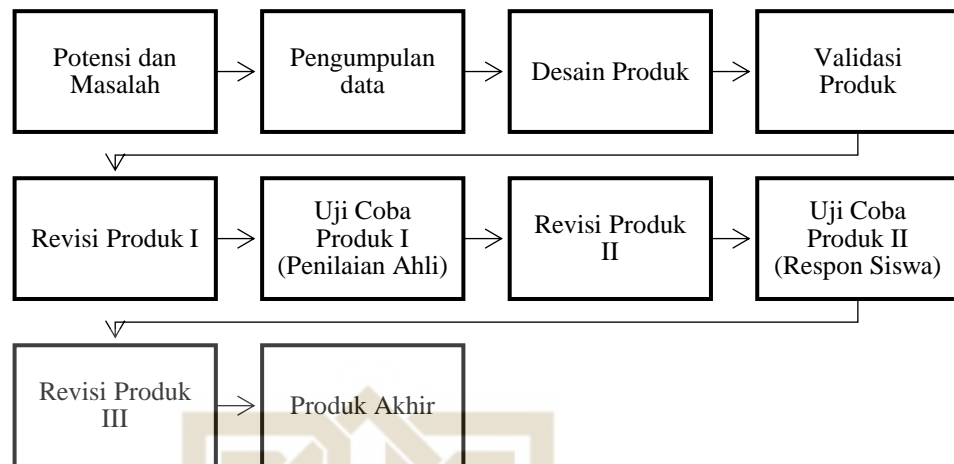 Potensi dan
Masalah
Pengumpulan
data
Desain Produk
Validasi
Produk
Revisi Produk I
Uji Coba
Produk I
(Penilaian Ahli)
Revisi Produk
II
Uji Coba
Produk II
(Respon Siswa)
Revisi Produk
III
Produk Akhir